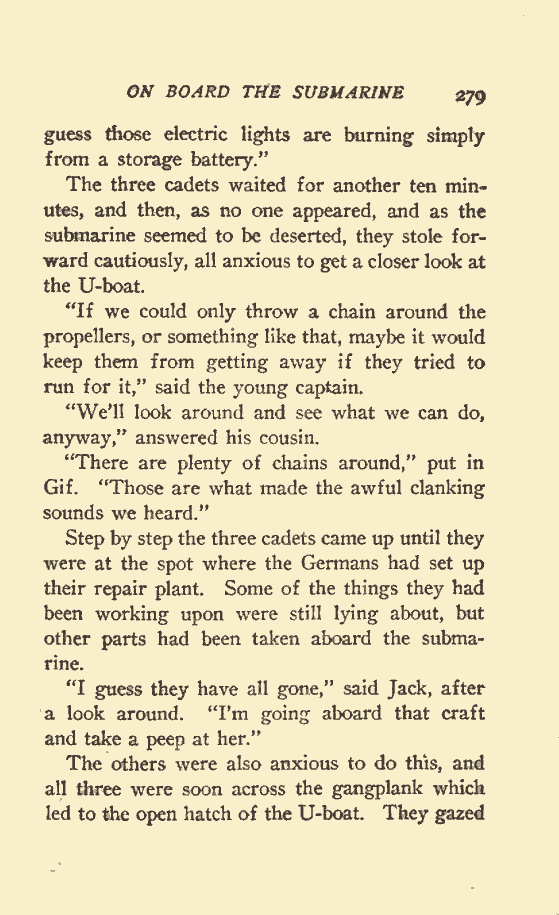 ON BOARD THE SUBMARINE 279
guess those electric lights are burning simply
from a storage battery."
The three cadets waited for another ten min-
utes, and then, as no one appeared, and as the
submarine seemed to be deserted, they stole for-
ward cautiously, all anxious to get a closer look at
the U-boat.
"If we could only throw a chain around the
propellers, or something like that, maybe it would
keep them from getting away if they tried to
run for it," said the young captain.
"We'll look around and see what we can do,
anyway," answered his cousin.
"There are plenty of chains around," put in
Gif. "Those are what made the awful clanking
sounds we heard."
Step by step the three cadets came up until they
were at the spot where the Germans had set up
their repair plant. Some of the things they had
been working upon were still lying about, but
other parts had been taken aboard the subma-
rine.
"I guess they have all gone," said Jack, after
a look around. "I'm going aboard that craft
and take a peep at her."
The others were also anxious to do this, and
all three were soon across the gangplank which
led to the open hatch of the U-boat. They gazed